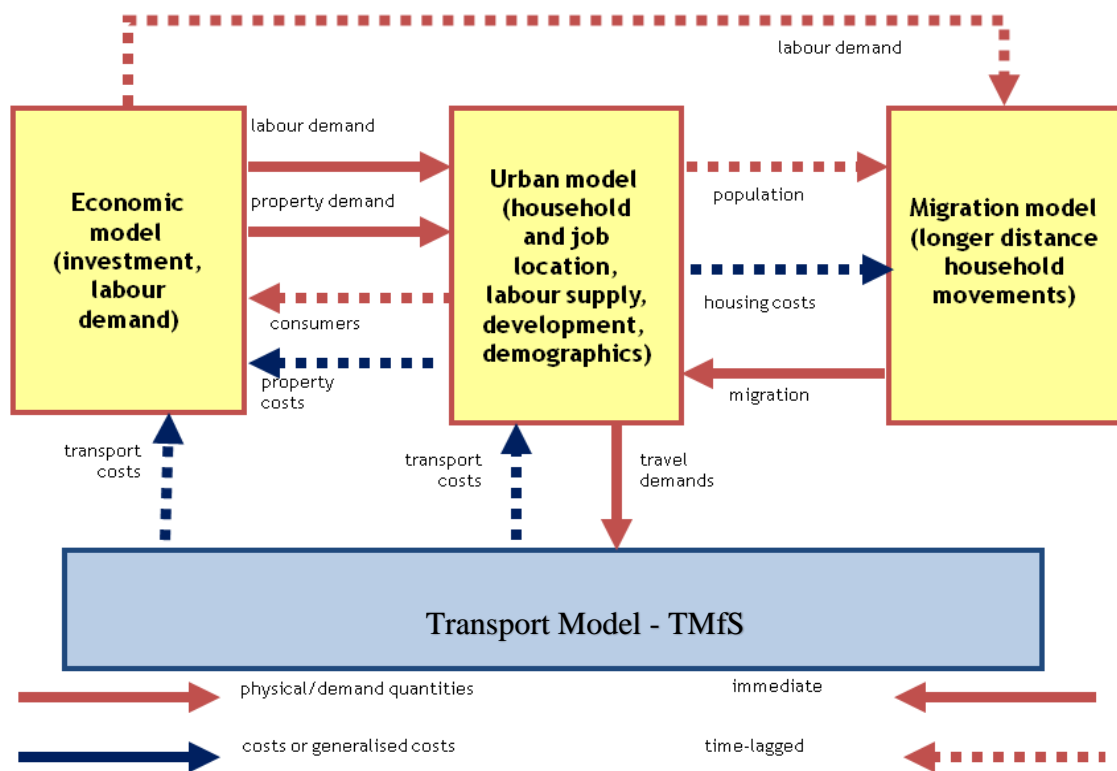 labour demand
labour demand
property demand
consumers
property
costs
Economic
model
(investment,
labour
demand)
Urban model
(household
and job
location,
labour supply,
development,
demographics)
population
housing costs
migration
Migration model
(longer distance
household
movements)
transport
costs
transport
costs
travel
demands
Transport Model - TMfS
physical/demand quantities
immediate
costs or generalised costs
time-lagged